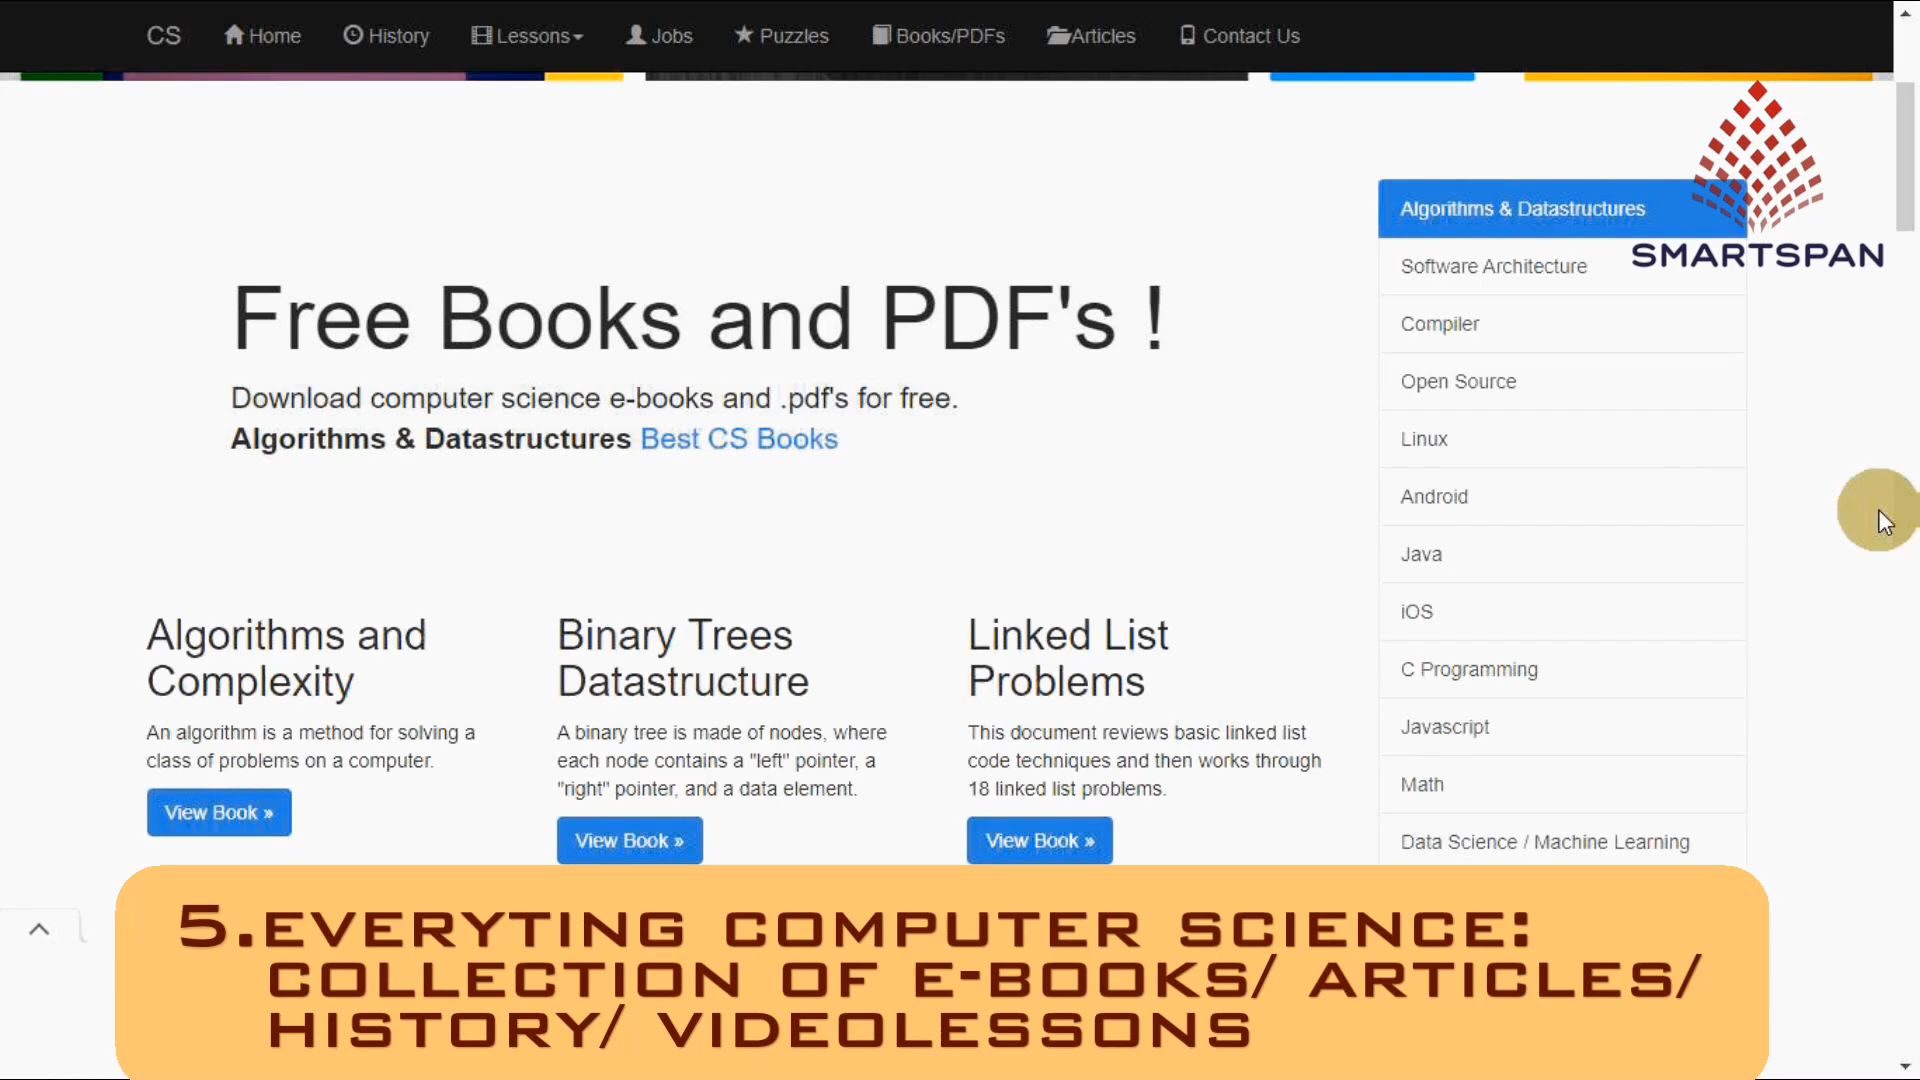 CS Home History Lessons Jobs Puzzles Books/PDFs Articles Contact Us
SMARTSPAN
Free Books and PDF's !
Download computer science e-books and .pdf's for free.
Algorithms & Datastructures Best CS Books
Algorithms and
Complexity
An algorithm is a method for solving a
class of problems on a computer.
View Book »
Binary Trees
Datastructure
A binary tree is made of nodes, where
each node contains a "left" pointer, a
"right" pointer, and a data element.
View Book »
Linked List
Problems
This document reviews basic linked list
code techniques and then works through
18 linked list problems.
View Book »
Algorithms & Datastructures
Software Architecture
Compiler
Open Source
Linux
Android
Java
iOS
C Programming
Javascript
Math
Data Science / Machine Learning
5.EVERYTING COMPUTER SCIENCE:
COLLECTION OF E-BOOKS/ ARTICLES/
HISTORY/ VIDEOLESSONS